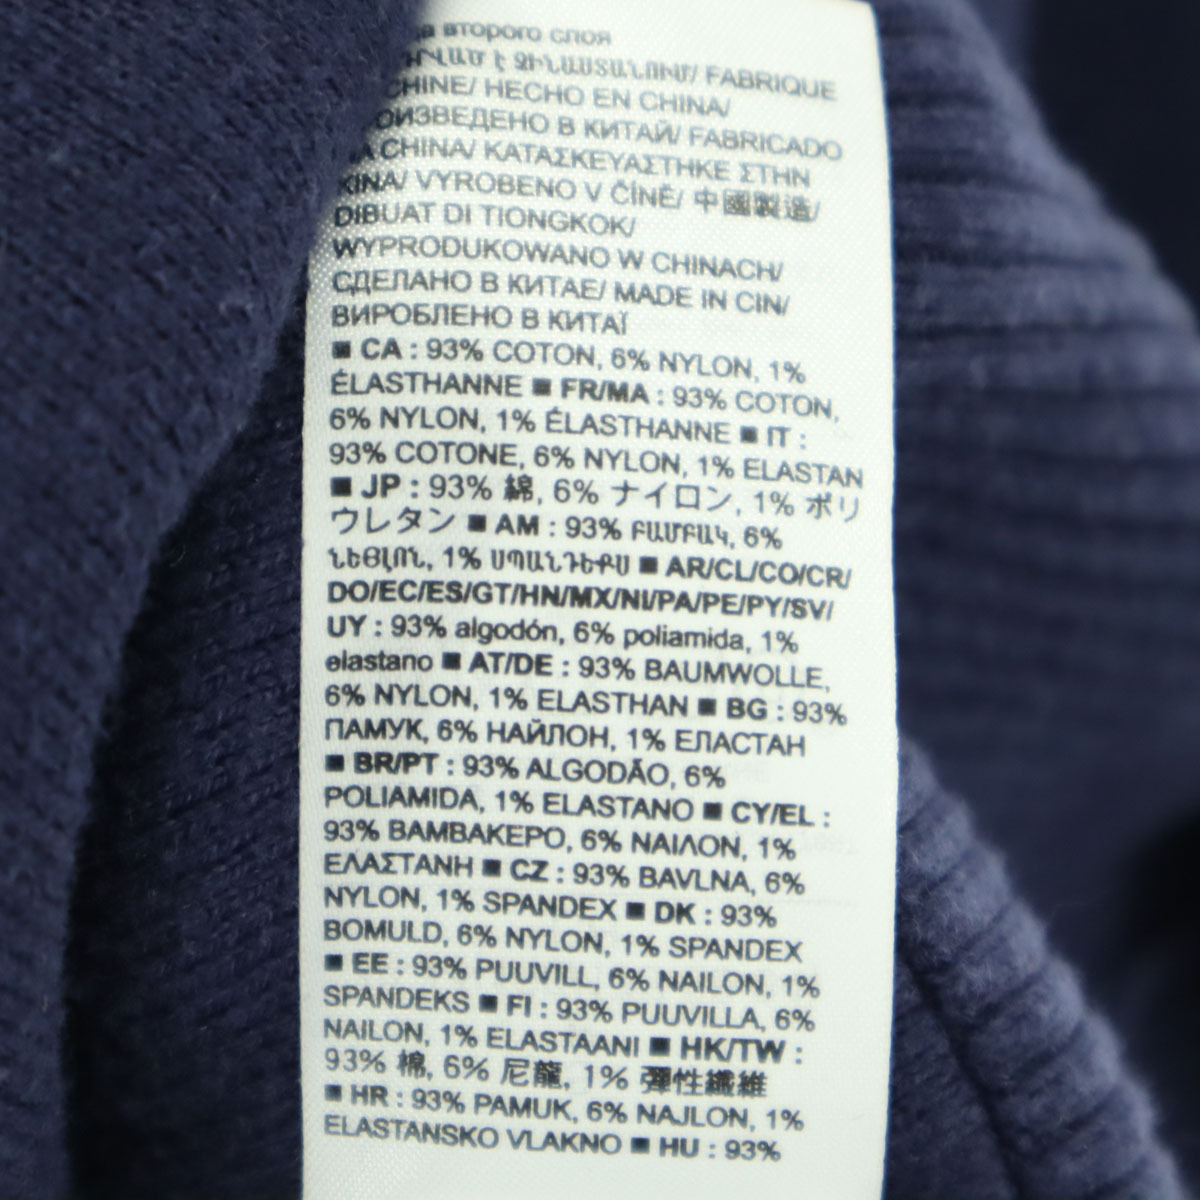 второго слоя
Է ՉԻՆԱՍՏԱՆՈՒՄ/ FABRIQUE
CHINE/ HECHO EN CHINA/
ОИЗВЕДЕНО В КИТАЙ/ FABRICADO
CHINA/ ΚΑΤΑΣΚΕΥΑΣΤΗΚΕ ΣΤΗΝ
ΚΙΝΑ/ VYROBENO V ČÍNĚ/ 中國製造/
DIBUAT DI TIONGKOK/
WYPRODUKOWANO W CHINACH/
СДЕЛАНО В КИТАЕ/ MADE IN CIN/
ВИРОБЛЕНО В КИТАЇ
■ CA : 93% COTON, 6% NYLON, 1%
ÉLASTHANNE ■ FR/MA : 93% COTON,
6% NYLON, 1% ÉLASTHANNE ■ IT :
93% COTONE, 6% NYLON, 1% ELASTAN
■ JP : 93% 綿, 6% ナイロン, 1% ポリ
ウレタン ■ AM : 93% ԲԱՄԲԱԿ, 6%
ՆԵՅԼՈՆ, 1% ՍՊԱՆԴԵՔՍ ■ AR/CL/CO/CR/
DO/EC/ES/GT/HN/MX/NI/PA/PE/PY/SV/
UY : 93% algodón, 6% poliamida, 1%
elastano ■ AT/DE : 93% BAUMWOLLE,
6% NYLON, 1% ELASTHAN ■ BG : 93%
ПАМУК, 6% НАЙЛОН, 1% ЕЛАСТАН
■ BR/PT : 93% ALGODÃO, 6%
POLIAMIDA, 1% ELASTANO ■ CY/EL :
93% ΒΑΜΒΑΚΕΡΟ, 6% ΝΑΙΛΟΝ, 1%
ΕΛΑΣΤΑΝΗ ■ CZ : 93% BAVLNA, 6%
NYLON, 1% SPANDEX ■ DK : 93%
BOMULD, 6% NYLON, 1% SPANDEX
■ EE : 93% PUUVILL, 6% NAILON, 1%
SPANDEKS ■ FI : 93% PUUVILLA, 6%
NAILON, 1% ELASTAANI ■ HK/TW :
93% 棉, 6% 尼龍, 1% 彈性纖維
■ HR : 93% PAMUK, 6% NAJLON, 1%
ELASTANSKO VLAKNO ■ HU : 93%